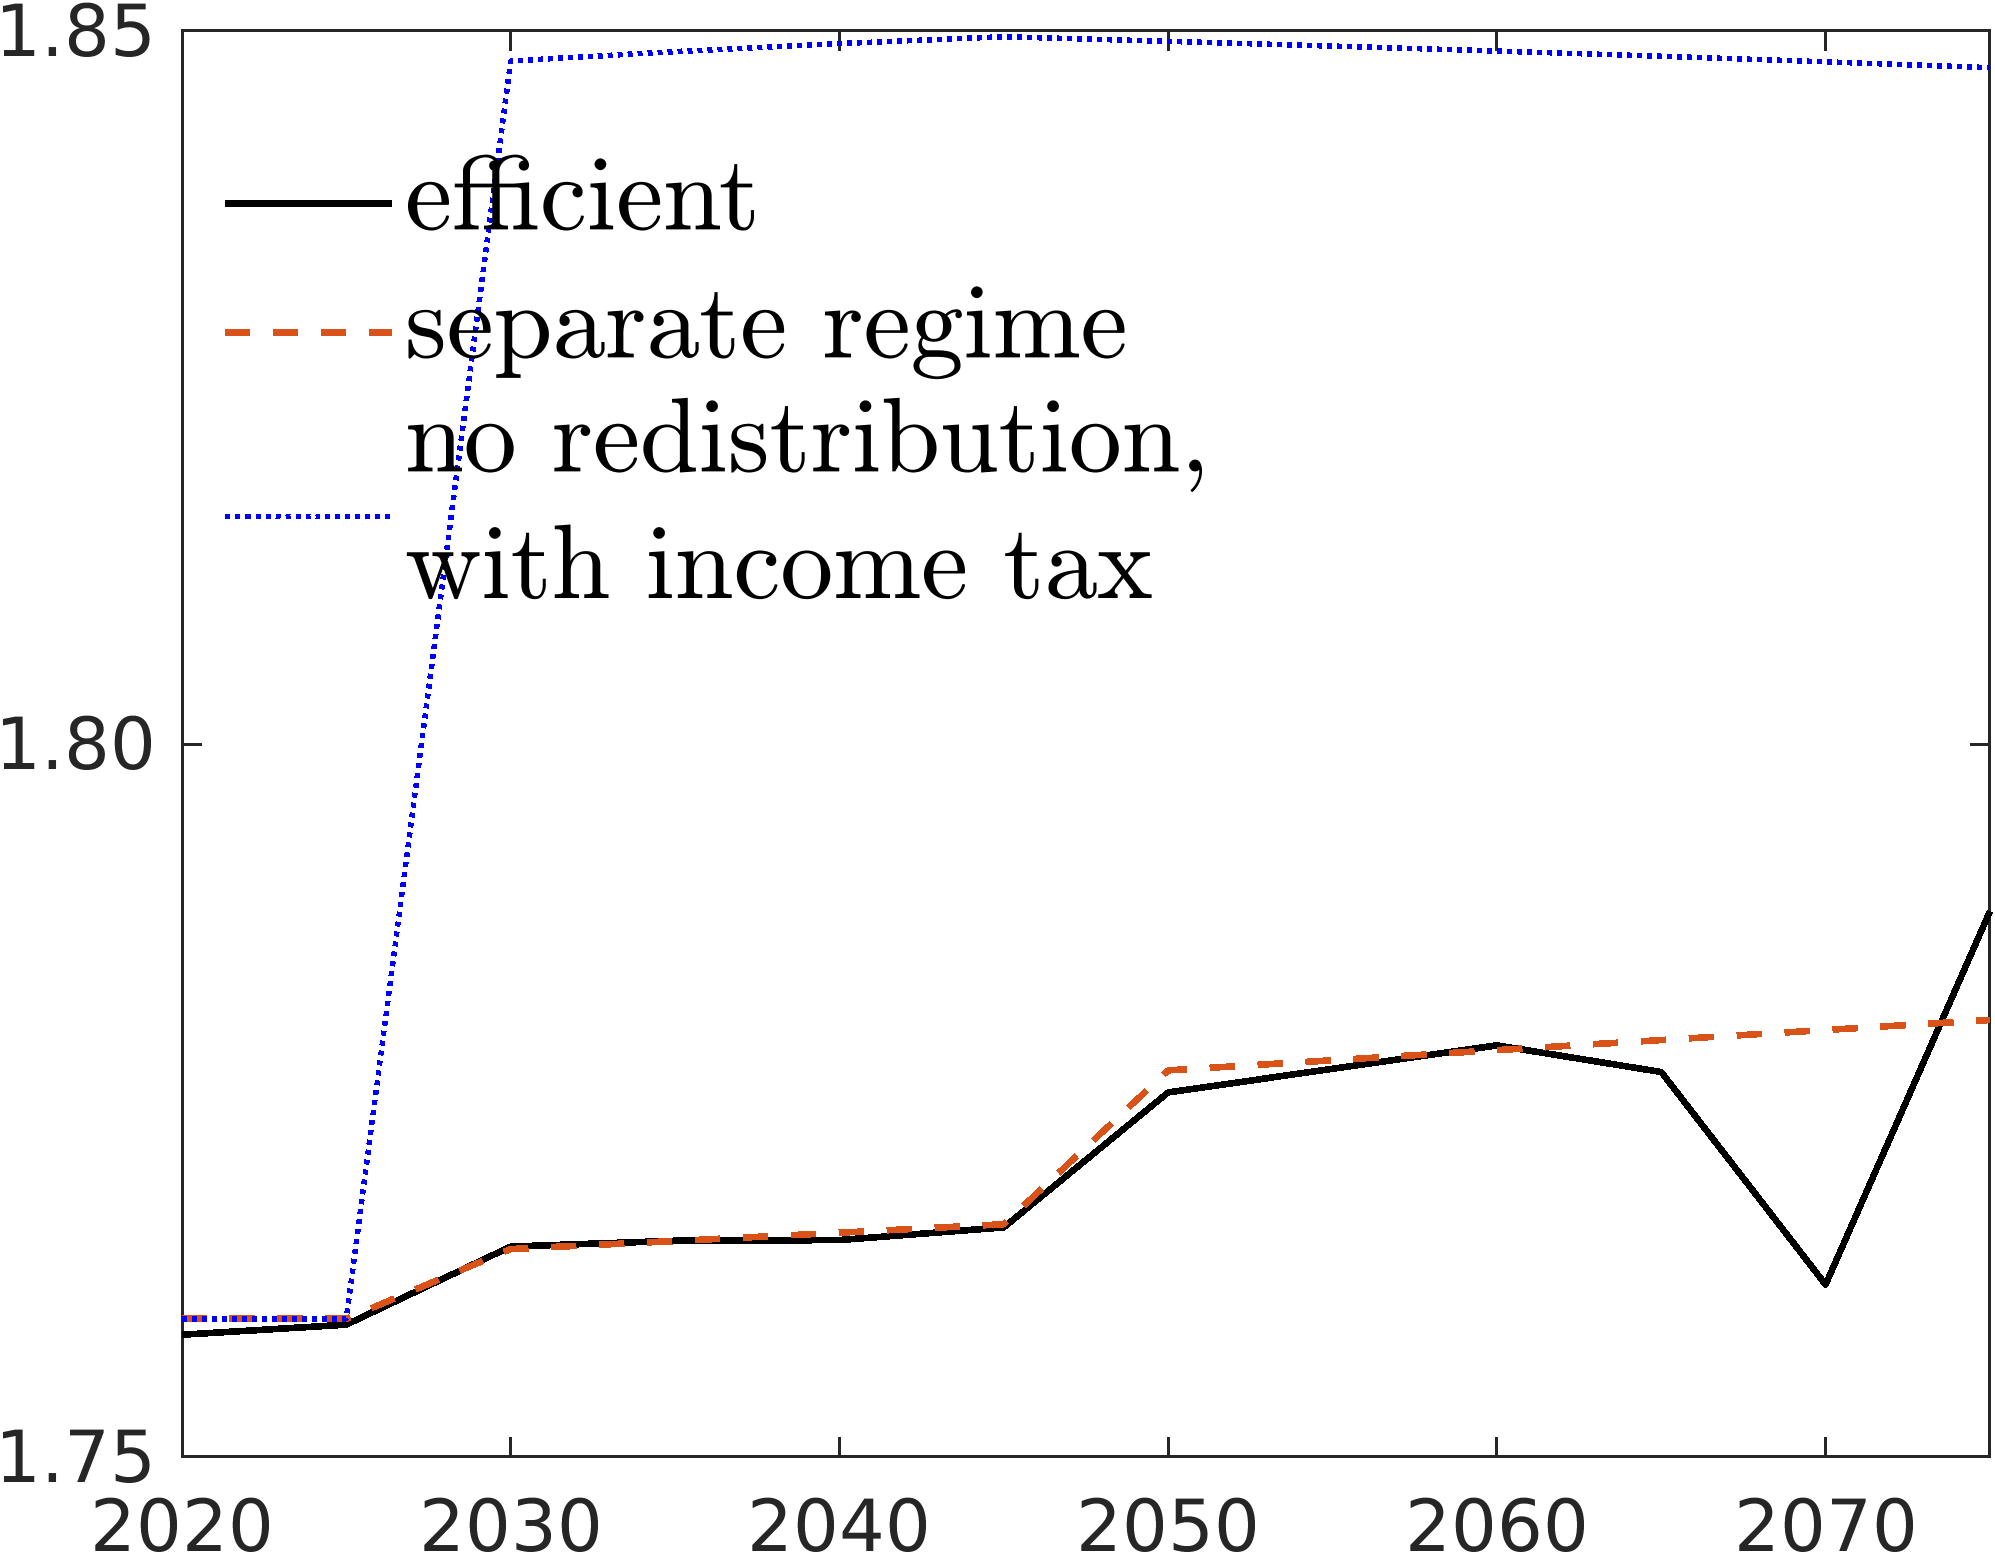 1.85
efficient
separate regime
no redistribution,
with income tax
1.80
1.75
2020 2030 2040 2050 2060 2070